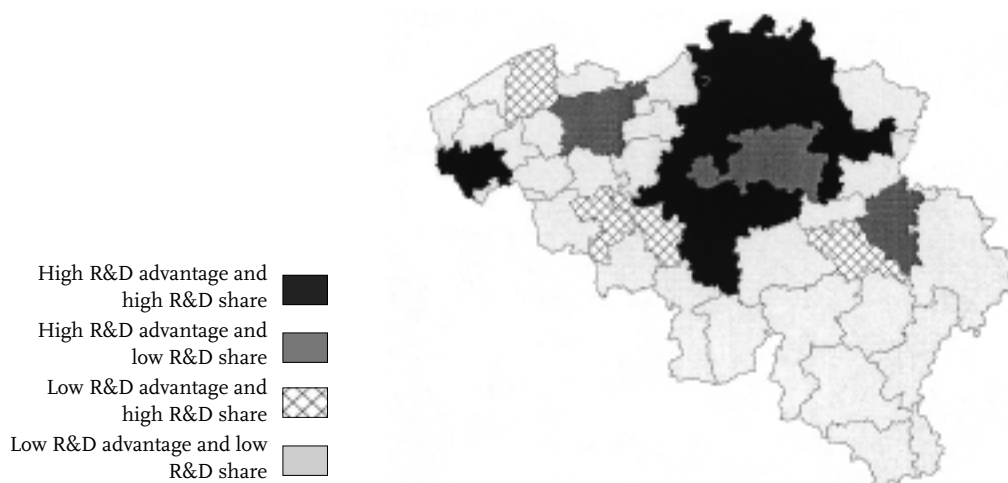 High R&D advantage and
high R&D share
High R&D advantage and
low R&D share
Low R&D advantage and
high R&D share
Low R&D advantage and low
R&D share